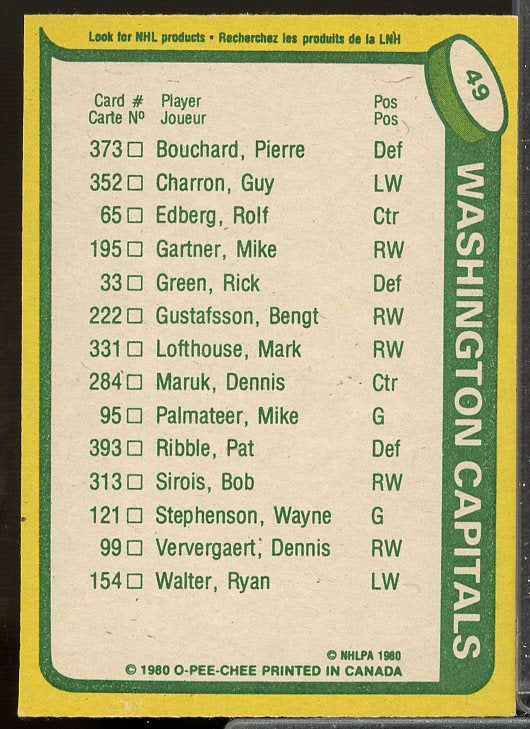 Look for NHL products • Recherchez les produits de la LNH
49
WASHINGTON CAPITALS
Card # Player Pos
Carte Nº Joueur Pos
373 □ Bouchard, Pierre Def
352 □ Charron, Guy LW
65 □ Edberg, Rolf Ctr
195 □ Gartner, Mike RW
33 □ Green, Rick Def
222 □ Gustafsson, Bengt RW
331 □ Lofthouse, Mark RW
284 □ Maruk, Dennis Ctr
95 □ Palmateer, Mike G
393 □ Ribble, Pat Def
313 □ Sirois, Bob RW
121 □ Stephenson, Wayne G
99 □ Ververgaert, Dennis RW
154 □ Walter, Ryan LW
© NHLPA 1980
© 1980 O-PEE-CHEE PRINTED IN CANADA